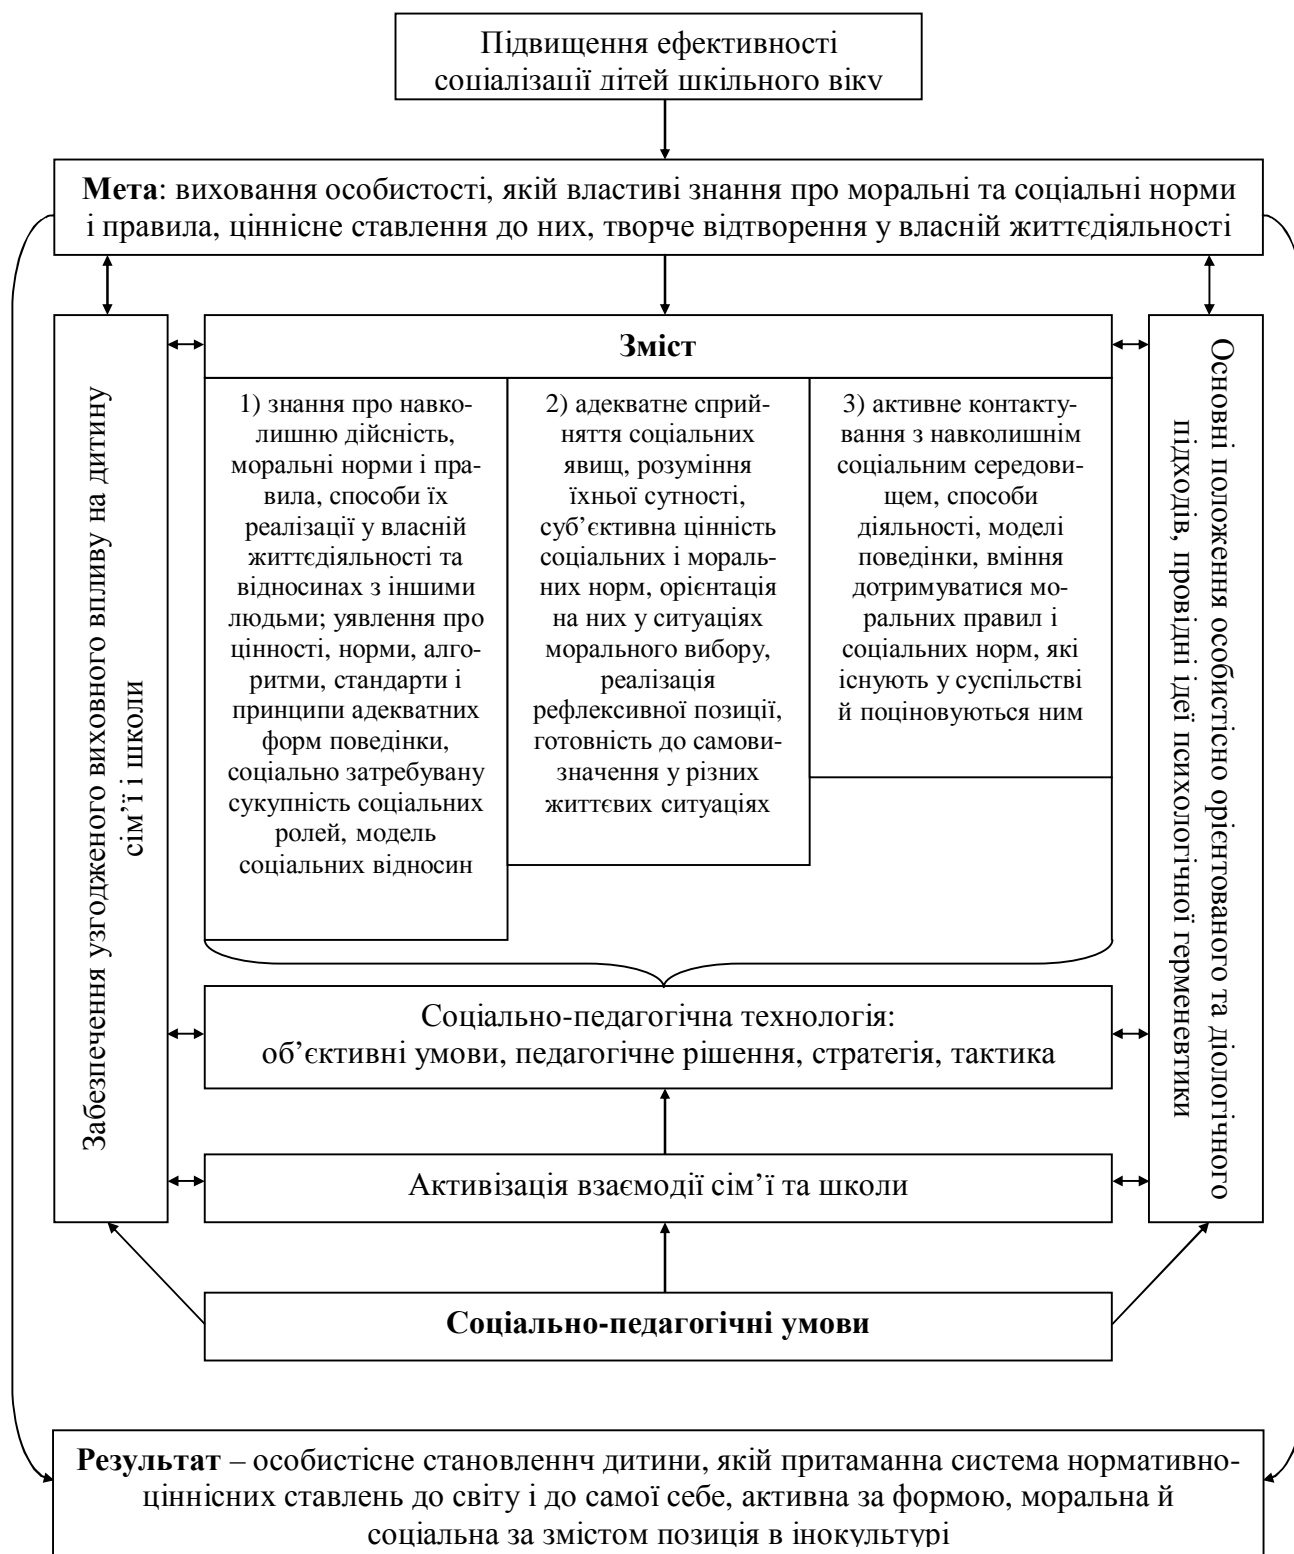 Підвищення ефективності
соціалізації дітей шкільного віку
Мета: виховання особистості, якій властиві знання про моральні та соціальні норми
і правила, ціннісне ставлення до них, творче відтворення у власній життєдіяльності
Забезпечення узгодженого виховного впливу на дитину
сім’ї і школи
Зміст
1) знання про навко-
лишню дійсність,
моральні норми і пра-
вила, способи їх
реалізації у власній
життєдіяльності та
відносинах з іншими
людьми; уявлення про
цінності, норми, алго-
ритми, стандарти і
принципи адекватних
форм поведінки,
соціально затребувану
сукупність соціальних
ролей, модель
соціальних відносин
2) адекватне сприй-
няття соціальних
явищ, розуміння
їхньої сутності,
суб’єктивна цінність
соціальних і мораль-
них норм, орієнтація
на них у ситуаціях
морального вибору,
реалізація
рефлексивної позиції,
готовність до самови-
значення у різних
життєвих ситуаціях
3) активне контакту-
вання з навколишнім
соціальним середови-
щем, способи
діяльності, моделі
поведінки, вміння
дотримуватися мо-
ральних правил і
соціальних норм, які
існують у суспільстві
й поціновуються ним
Основні положення особистісно орієнтованого та діологічного
підходів, провідні ідеї психологічної герменевтики
Соціально-педагогічна технологія:
об’єктивні умови, педагогічне рішення, стратегія, тактика
Активізація взаємодії сім’ї та школи
Соціально-педагогічні умови
Результат – особистісне становленнч дитини, якій притаманна система нормативно-
ціннісних ставлень до світу і до самої себе, активна за формою, моральна й
соціальна за змістом позиція в інокультурі